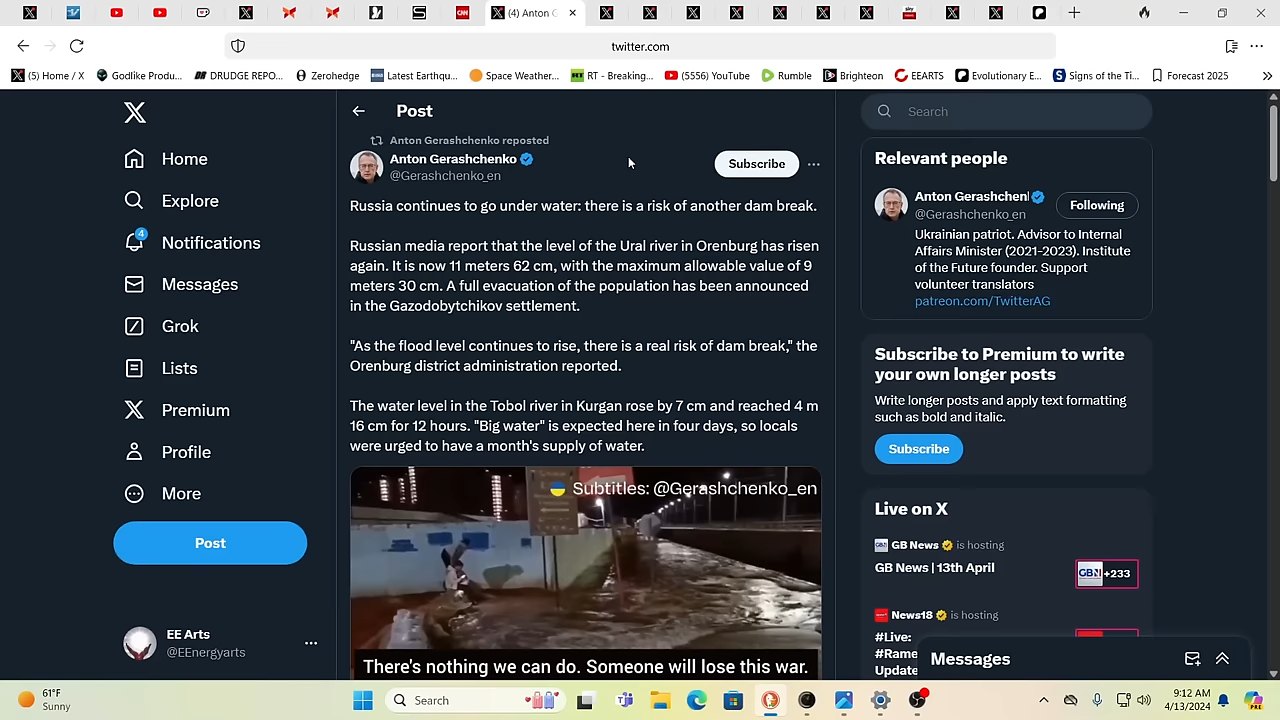 (4) Anton G
twitter.com
(5) Home / X
Godlike Produ...
DRUDGE REPO...
Zerohedge
Latest Earthqu...
Space Weather...
RT - Breaking...
(5556) YouTube
Rumble
Brighteon
EEARTS
Evolutionary E...
Signs of the Ti...
Forecast 2025
Home
Explore
4
Notifications
Messages
Grok
Lists
Premium
Profile
More
Post
EE Arts
@EEnergyarts
Post
Anton Gerashchenko reposted
Anton Gerashchenko
@Gerashchenko_en
Subscribe
Russia continues to go under water: there is a risk of another dam break.
Russian media report that the level of the Ural river in Orenburg has risen
again. It is now 11 meters 62 cm, with the maximum allowable value of 9
meters 30 cm. A full evacuation of the population has been announced
in the Gazodobytchikov settlement.
"As the flood level continues to rise, there is a real risk of dam break," the
Orenburg district administration reported.
The water level in the Tobol river in Kurgan rose by 7 cm and reached 4 m
16 cm for 12 hours. "Big water" is expected here in four days, so locals
were urged to have a month's supply of water.
Subtitles: @Gerashchenko_en
There's nothing we can do. Someone will lose this war.
Search
Relevant people
Anton Gerashchenl
@Gerashchenko_en
Following
Ukrainian patriot. Advisor to Internal
Affairs Minister (2021-2023). Institute
of the Future founder. Support
volunteer translators
patreon.com/TwitterAG
Subscribe to Premium to write
your own longer posts
Write longer posts and apply text formatting
such as bold and italic.
Subscribe
Live on X
GB News is hosting
GB News | 13th April
GBN +233
News18 is hosting
#Live:
#Rame
Update
Messages
61°F
Sunny
Search
9:12 AM
4/13/2024